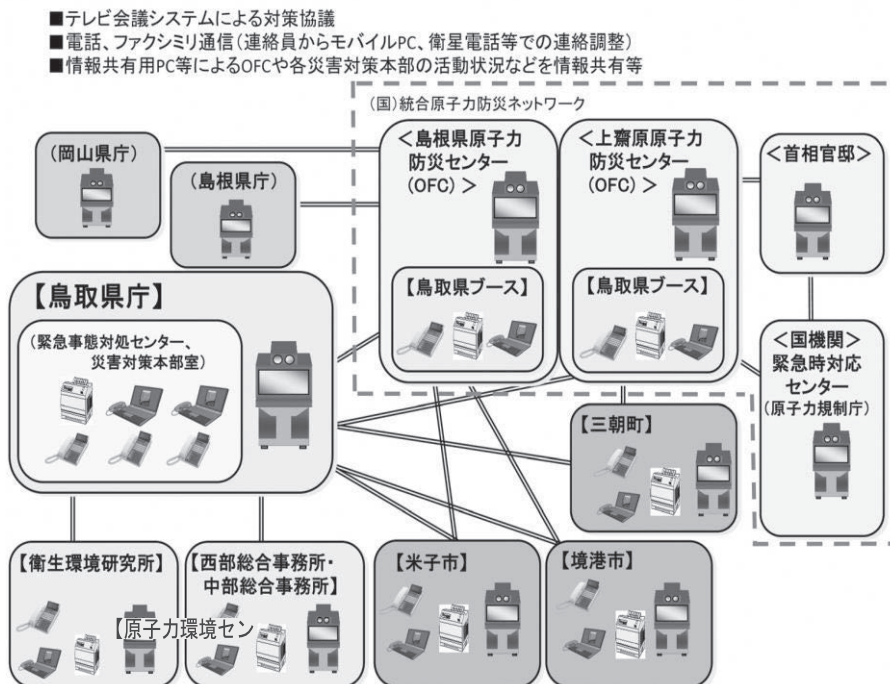 ■テレビ会議システムによる対策協議
■電話、ファクシミリ通信(連絡員からモバイルPC、衛星電話等での連絡調整)
■情報共有用PC等によるOFCや各災害対策本部の活動状況などを情報共有等
(国)統合原子力防災ネットワーク
(岡山県庁)
(島根県庁)
<島根県原子力
防災センター
(OFC)>
【鳥取県ブース】
<上齋原原子力
防災センター
(OFC)>
【鳥取県ブース】
<首相官邸>
【鳥取県庁】
(緊急事態対処センター、
災害対策本部室)
<国機関>
緊急時対応
センター
(原子力規制庁)
【三朝町】
【衛生環境研究所】
【原子力環境セン
【西部総合事務所・
中部総合事務所】
【米子市】
【境港市】